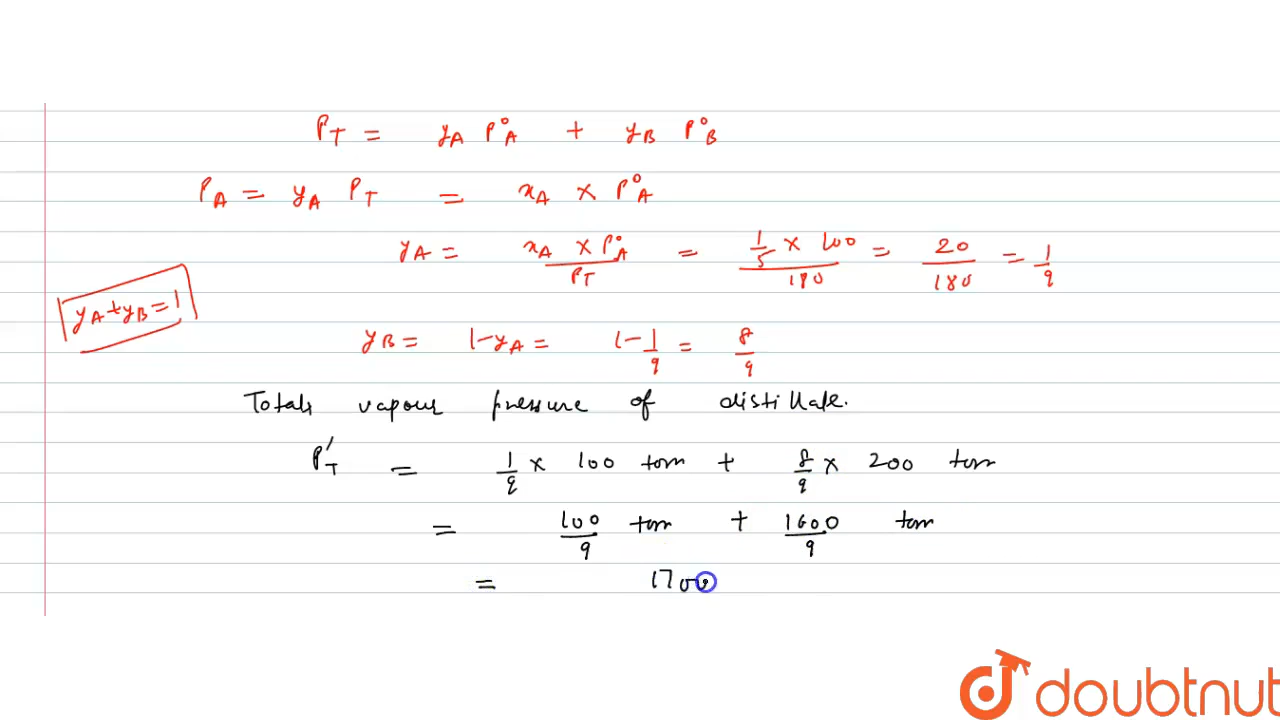 P_T = y_A P°_A + y_B P°_B
P_A = y_A P_T = x_A × P°_A
y_A = (x_A × P°_A)/P_T = (1/5 × 100)/180 = 20/180 = 1/9
y_A + y_B = 1
y_B = 1 - y_A = 1 - 1/9 = 8/9
Total vapour pressure of distillate.
P'_T = 1/9 × 100 torr + 8/9 × 200 torr
= 100/9 torr + 1600/9 torr
= 1700
doubtnut